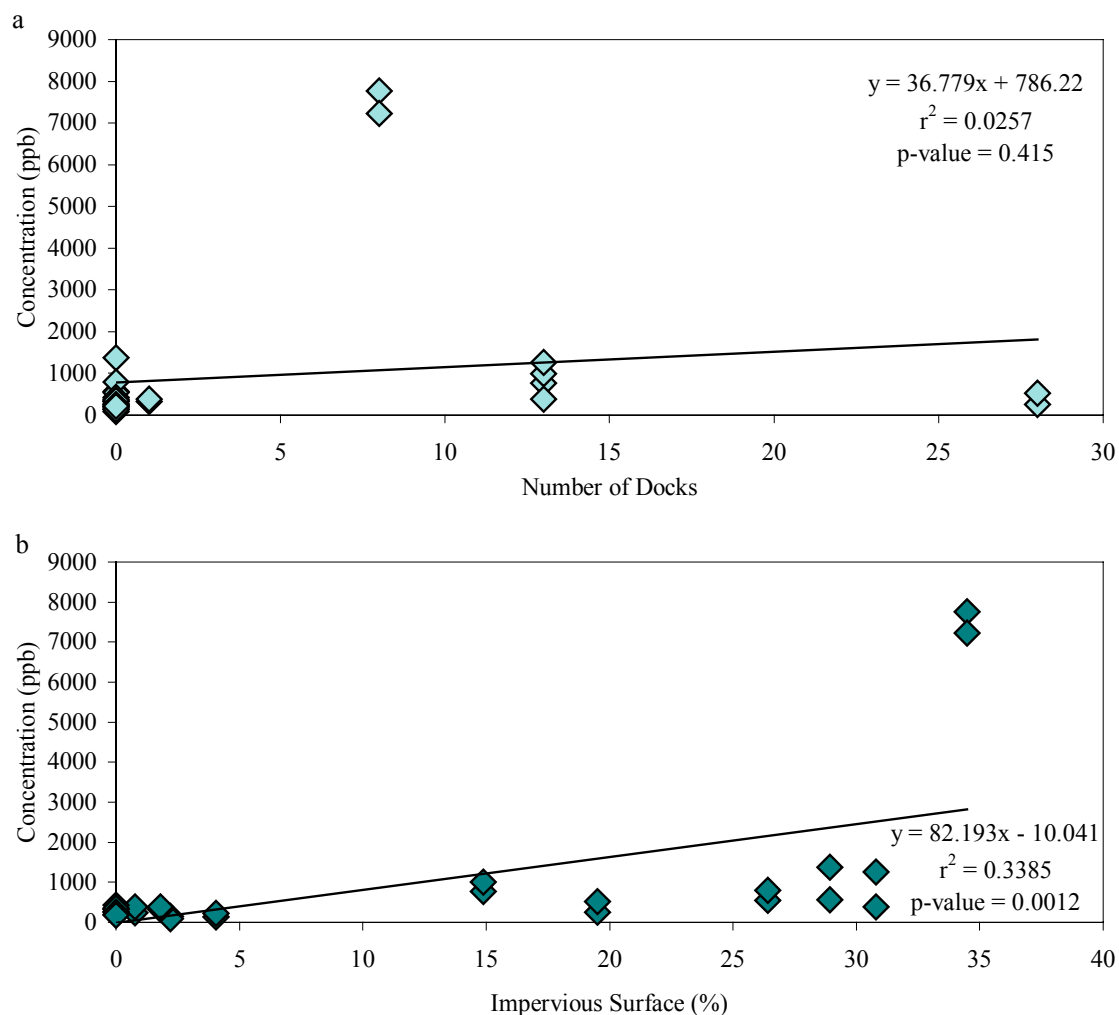 a
9000
8000
7000
6000
5000
4000
3000
2000
1000
0
Concentration (ppb)
y = 36.779x + 786.22
r² = 0.0257
p-value = 0.415
0 5 10 15 20 25 30
Number of Docks
b
9000
8000
7000
6000
5000
4000
3000
2000
1000
0
Concentration (ppb)
y = 82.193x - 10.041
r² = 0.3385
p-value = 0.0012
0 5 10 15 20 25 30 35 40
Impervious Surface (%)